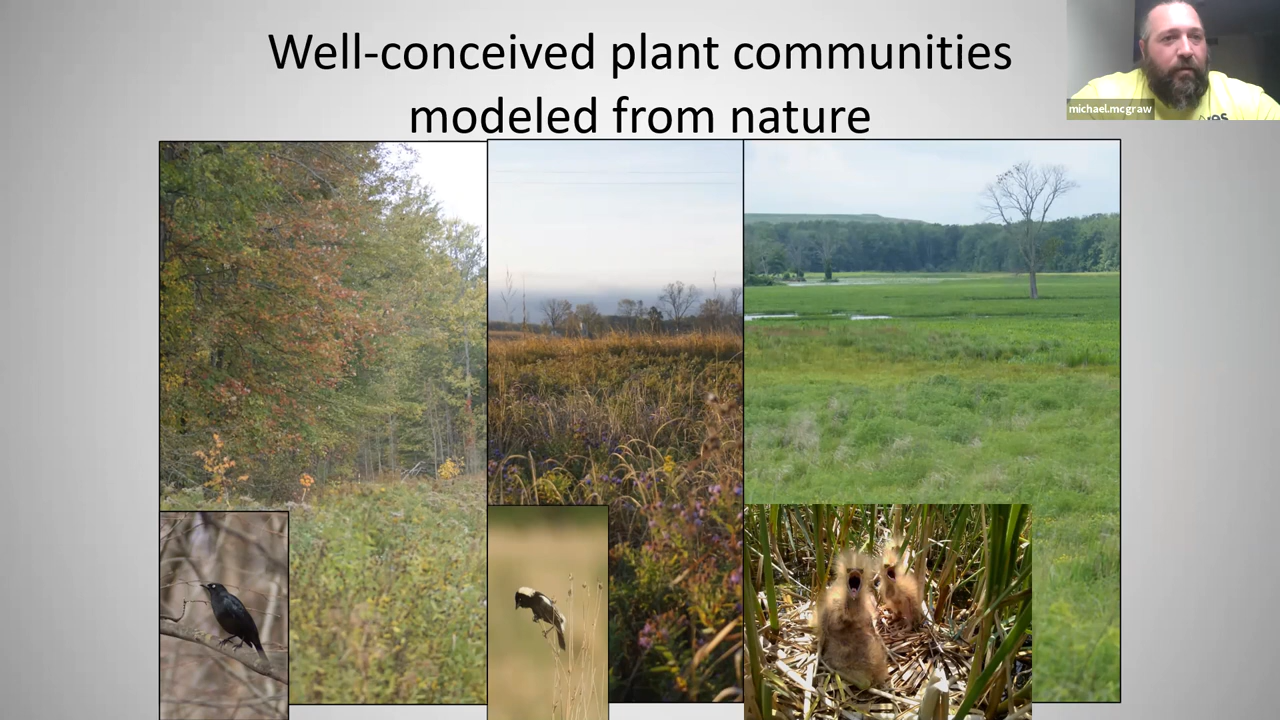 Well-conceived plant communities
modeled from nature
michael.mcgraw